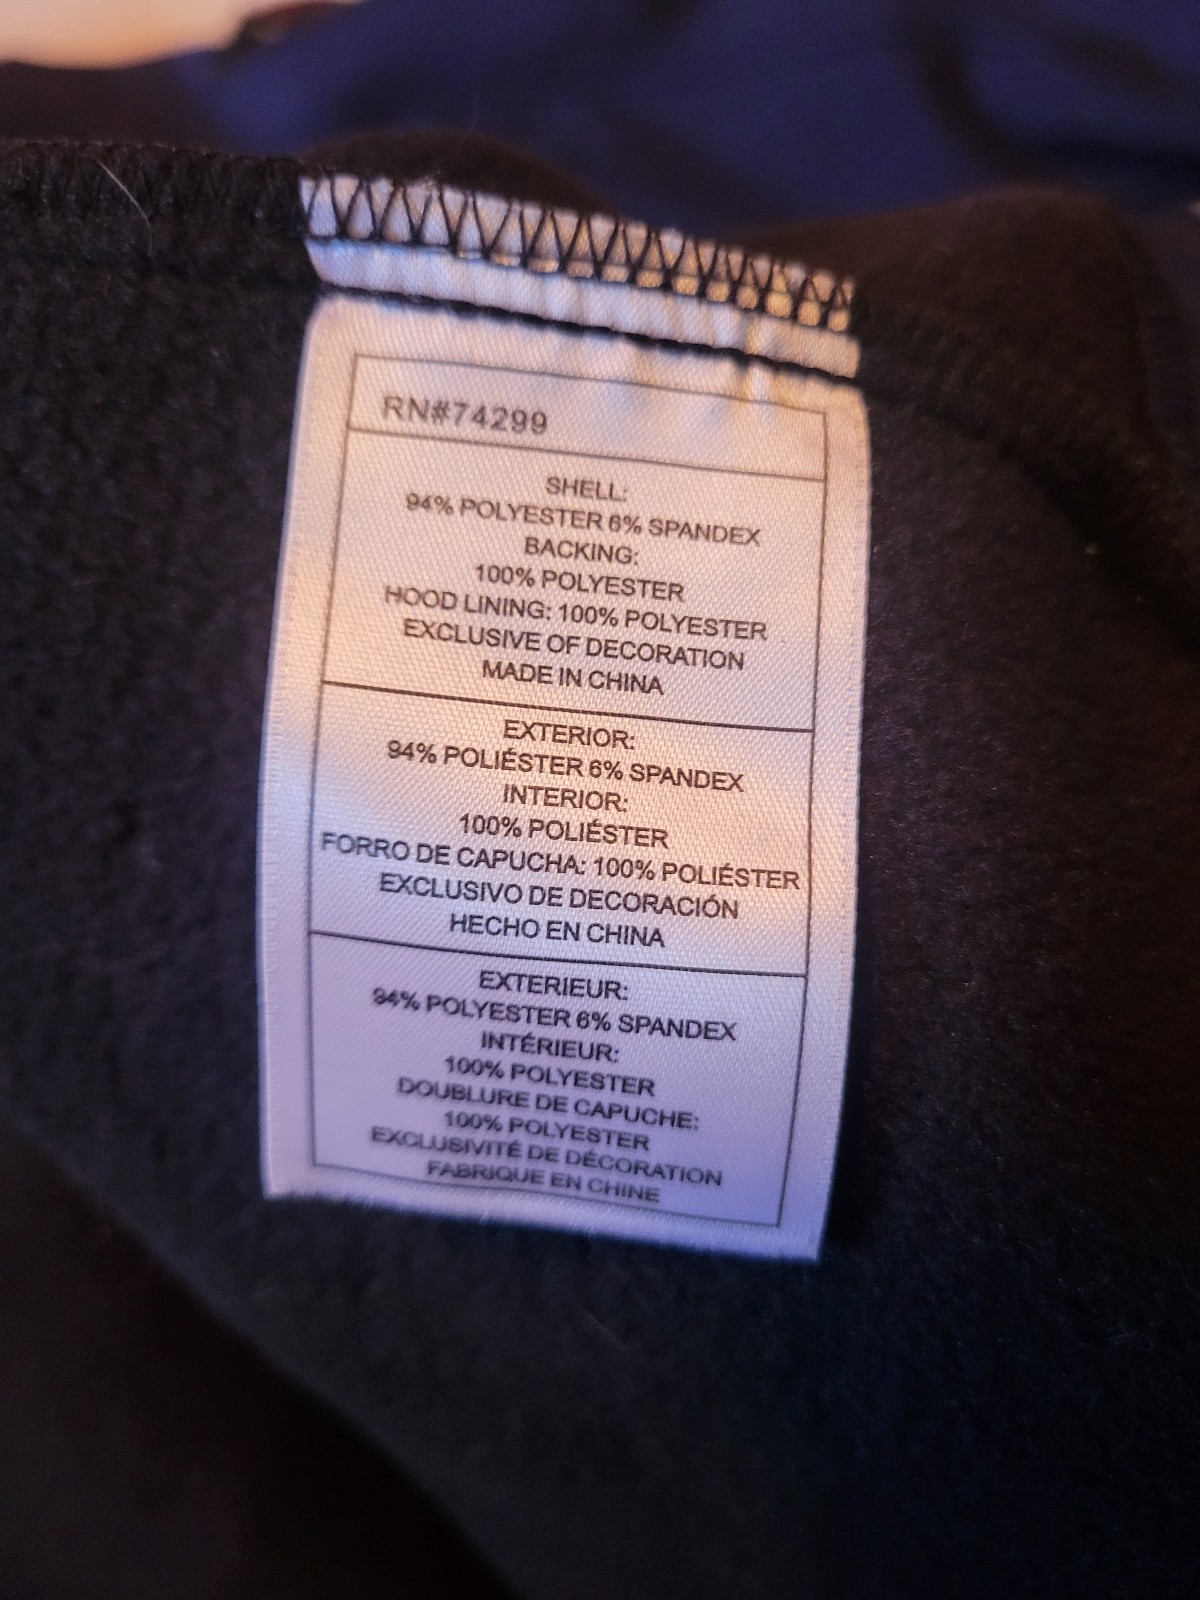 RN#74299
SHELL:
94% POLYESTER 6% SPANDEX
BACKING:
100% POLYESTER
HOOD LINING: 100% POLYESTER
EXCLUSIVE OF DECORATION
MADE IN CHINA
EXTERIOR:
94% POLIÉSTER 6% SPANDEX
INTERIOR:
100% POLIÉSTER
FORRO DE CAPUCHA: 100% POLIÉSTER
EXCLUSIVO DE DECORACIÓN
HECHO EN CHINA
EXTERIEUR:
94% POLYESTER 6% SPANDEX
INTÉRIEUR:
100% POLYESTER
DOUBLURE DE CAPUCHE:
100% POLYESTER
EXCLUSIVITÉ DE DÉCORATION
FABRIQUE EN CHINE